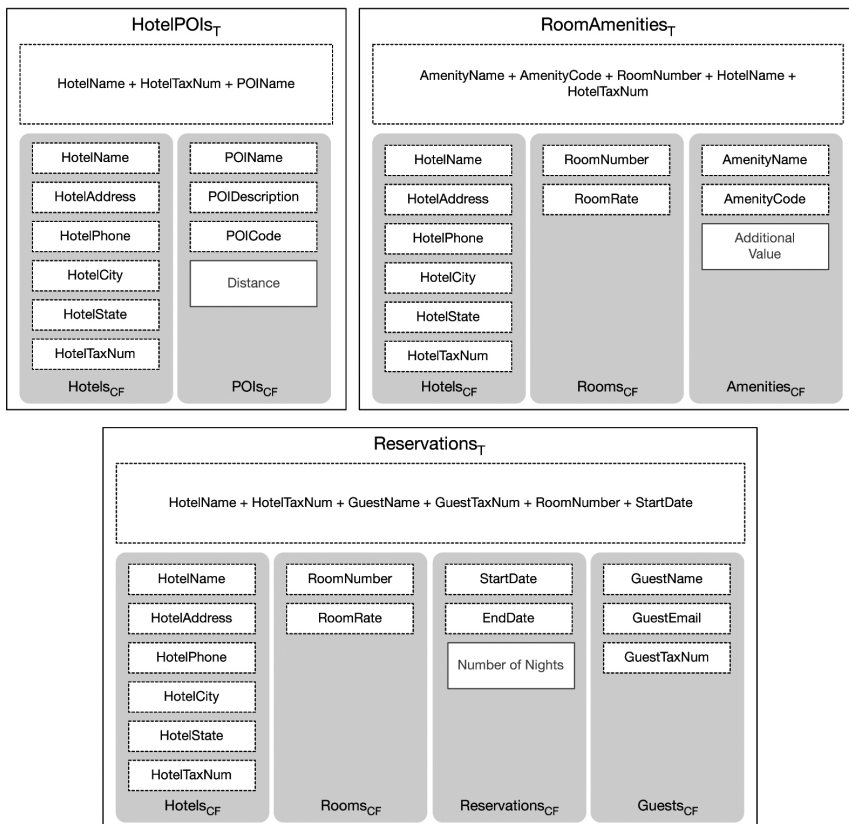 HotelPOIsT
HotelName + HotelTaxNum + POIName
HotelName
HotelAddress
HotelPhone
HotelCity
HotelState
HotelTaxNum
HotelsCF
POIName
POIDescription
POICode
Distance
POIsCF
RoomAmenitiesT
AmenityName + AmenityCode + RoomNumber + HotelName +
HotelTaxNum
HotelName
HotelAddress
HotelPhone
HotelCity
HotelState
HotelTaxNum
HotelsCF
RoomNumber
RoomRate
RoomsCF
AmenityName
AmenityCode
Additional
Value
AmenitiesCF
ReservationsT
HotelName + HotelTaxNum + GuestName + GuestTaxNum + RoomNumber + StartDate
HotelName
HotelAddress
HotelPhone
HotelCity
HotelState
HotelTaxNum
HotelsCF
RoomNumber
RoomRate
RoomsCF
StartDate
EndDate
Number of Nights
ReservationsCF
GuestName
GuestEmail
GuestTaxNum
GuestsCF